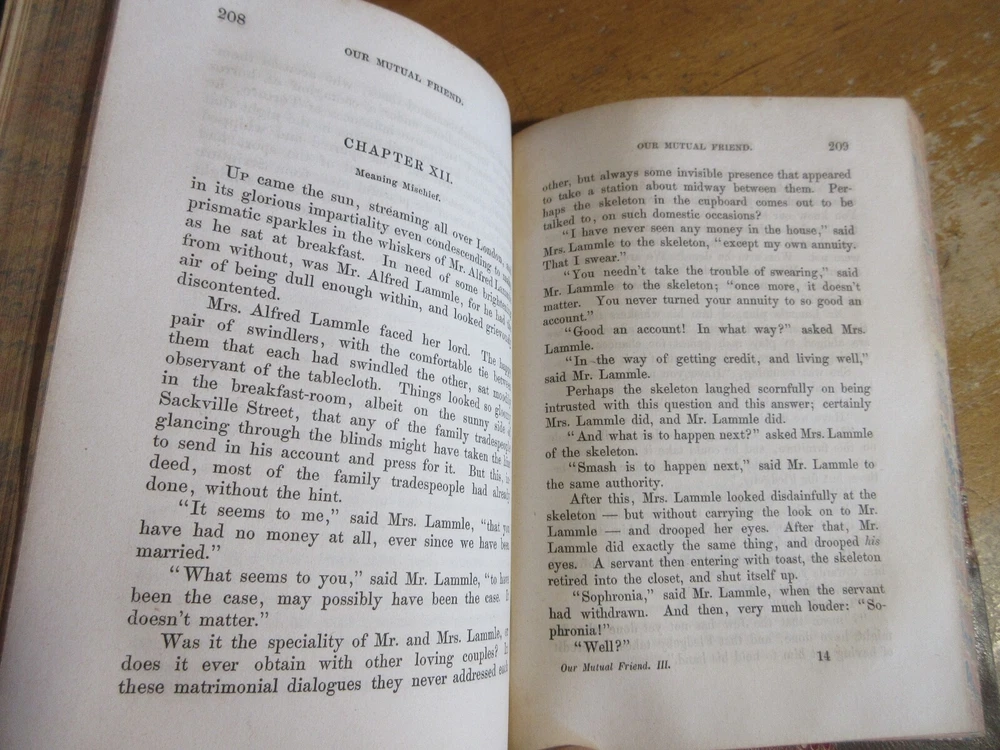 208
OUR MUTUAL FRIEND.
CHAPTER XII.
Meaning Mischief.
Up came the sun, streaming all over London,
in its glorious impartiality even condescending to
prismatic sparkles in the whiskers of Mr. Alfred Lammle
as he sat at breakfast. In need of some brightening
from without, was Mr. Alfred Lammle, for he had the
air of being dull enough within, and looked grievously
discontented.
Mrs. Alfred Lammle faced her lord. The happy
pair of swindlers, with the comfortable tie between
them that each had swindled the other, sat moodily
observant of the tablecloth. Things looked so gloomy
in the breakfast-room, albeit on the sunny side of
Sackville Street, that any of the family tradespeople
glancing through the blinds might have taken the hint
to send in his account and press for it. But this, in-
deed, most of the family tradespeople had already
done, without the hint.
"It seems to me," said Mrs. Lammle, "that you
have had no money at all, ever since we have been
married."
"What seems to you," said Mr. Lammle, "to have
been the case, may possibly have been the case. It
doesn't matter."
Was it the speciality of Mr. and Mrs. Lammle, or
does it ever obtain with other loving couples? In
these matrimonial dialogues they never addressed each
OUR MUTUAL FRIEND. 209
other, but always some invisible presence that appeared
to take a station about midway between them. Per-
haps the skeleton in the cupboard comes out to be
talked to, on such domestic occasions?
"I have never seen any money in the house," said
Mrs. Lammle to the skeleton, "except my own annuity.
That I swear."
"You needn't take the trouble of swearing," said
Mr. Lammle to the skeleton; "once more, it doesn't
matter. You never turned your annuity to so good an
account."
"Good an account! In what way?" asked Mrs.
Lammle.
"In the way of getting credit, and living well,"
said Mr. Lammle.
Perhaps the skeleton laughed scornfully on being
intrusted with this question and this answer; certainly
Mrs. Lammle did, and Mr. Lammle did.
"And what is to happen next?" asked Mrs. Lammle
of the skeleton.
"Smash is to happen next," said Mr. Lammle to
the same authority.
After this, Mrs. Lammle looked disdainfully at the
skeleton — but without carrying the look on to Mr.
Lammle — and drooped her eyes. After that, Mr.
Lammle did exactly the same thing, and drooped his
eyes. A servant then entering with toast, the skeleton
retired into the closet, and shut itself up.
"Sophronia," said Mr. Lammle, when the servant
had withdrawn. And then, very much louder: "So-
phronia!"
"Well?"
Our Mutual Friend. III. 14